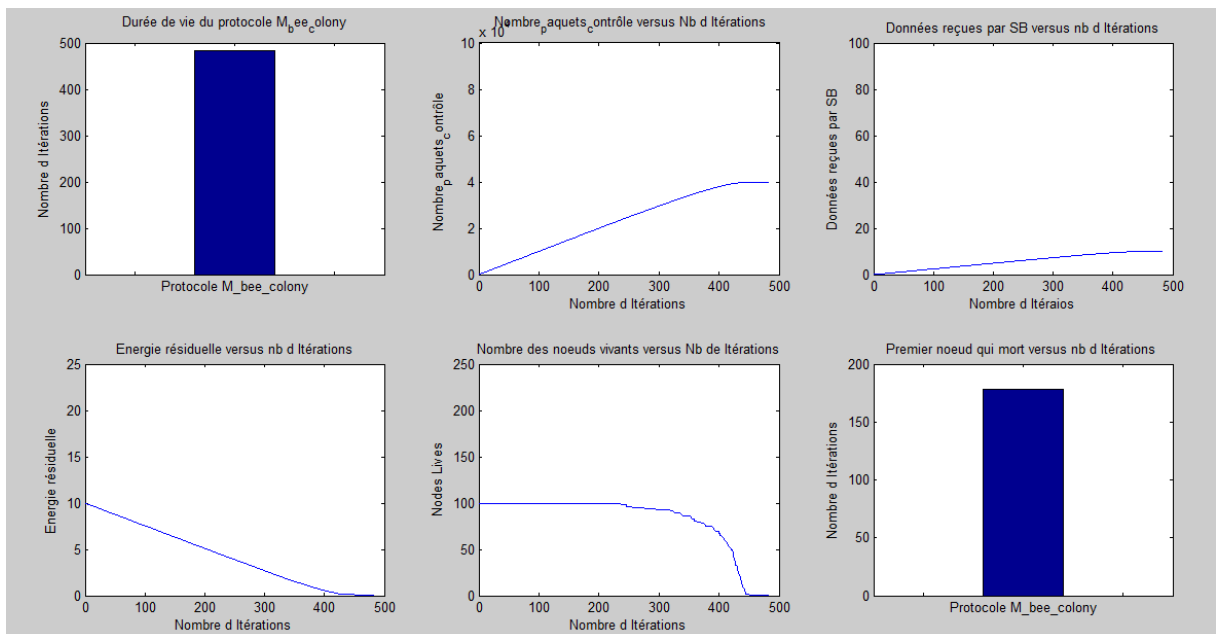 Durée de vie du protocole M_bee_colony
500
400
300
200
100
0
Nombre d Itérations
Protocole M_bee_colony
Nombre_paquets_contrôle versus Nb d Itérations
10 x 10
8
6
4
2
0
Nombre_paquets_contrôle
0 100 200 300 400 500
Nombre d Itérations
Données reçues par SB versus nb d Itérations
100
80
60
40
20
0
Données reçues par SB
0 100 200 300 400 500
Nombre d Itéraios
Energie résiduelle versus nb d Itérations
25
20
15
10
5
0
Energie résiduelle
0 100 200 300 400 500
Nombre d Itérations
Nombre des noeuds vivants versus Nb de Itérations
250
200
150
100
50
0
Nodes Lives
0 100 200 300 400 500
Nombre d Itérations
Premier noeud qui mort versus nb d Itérations
200
150
100
50
0
Nombre d Itérations
Protocole M_bee_colony